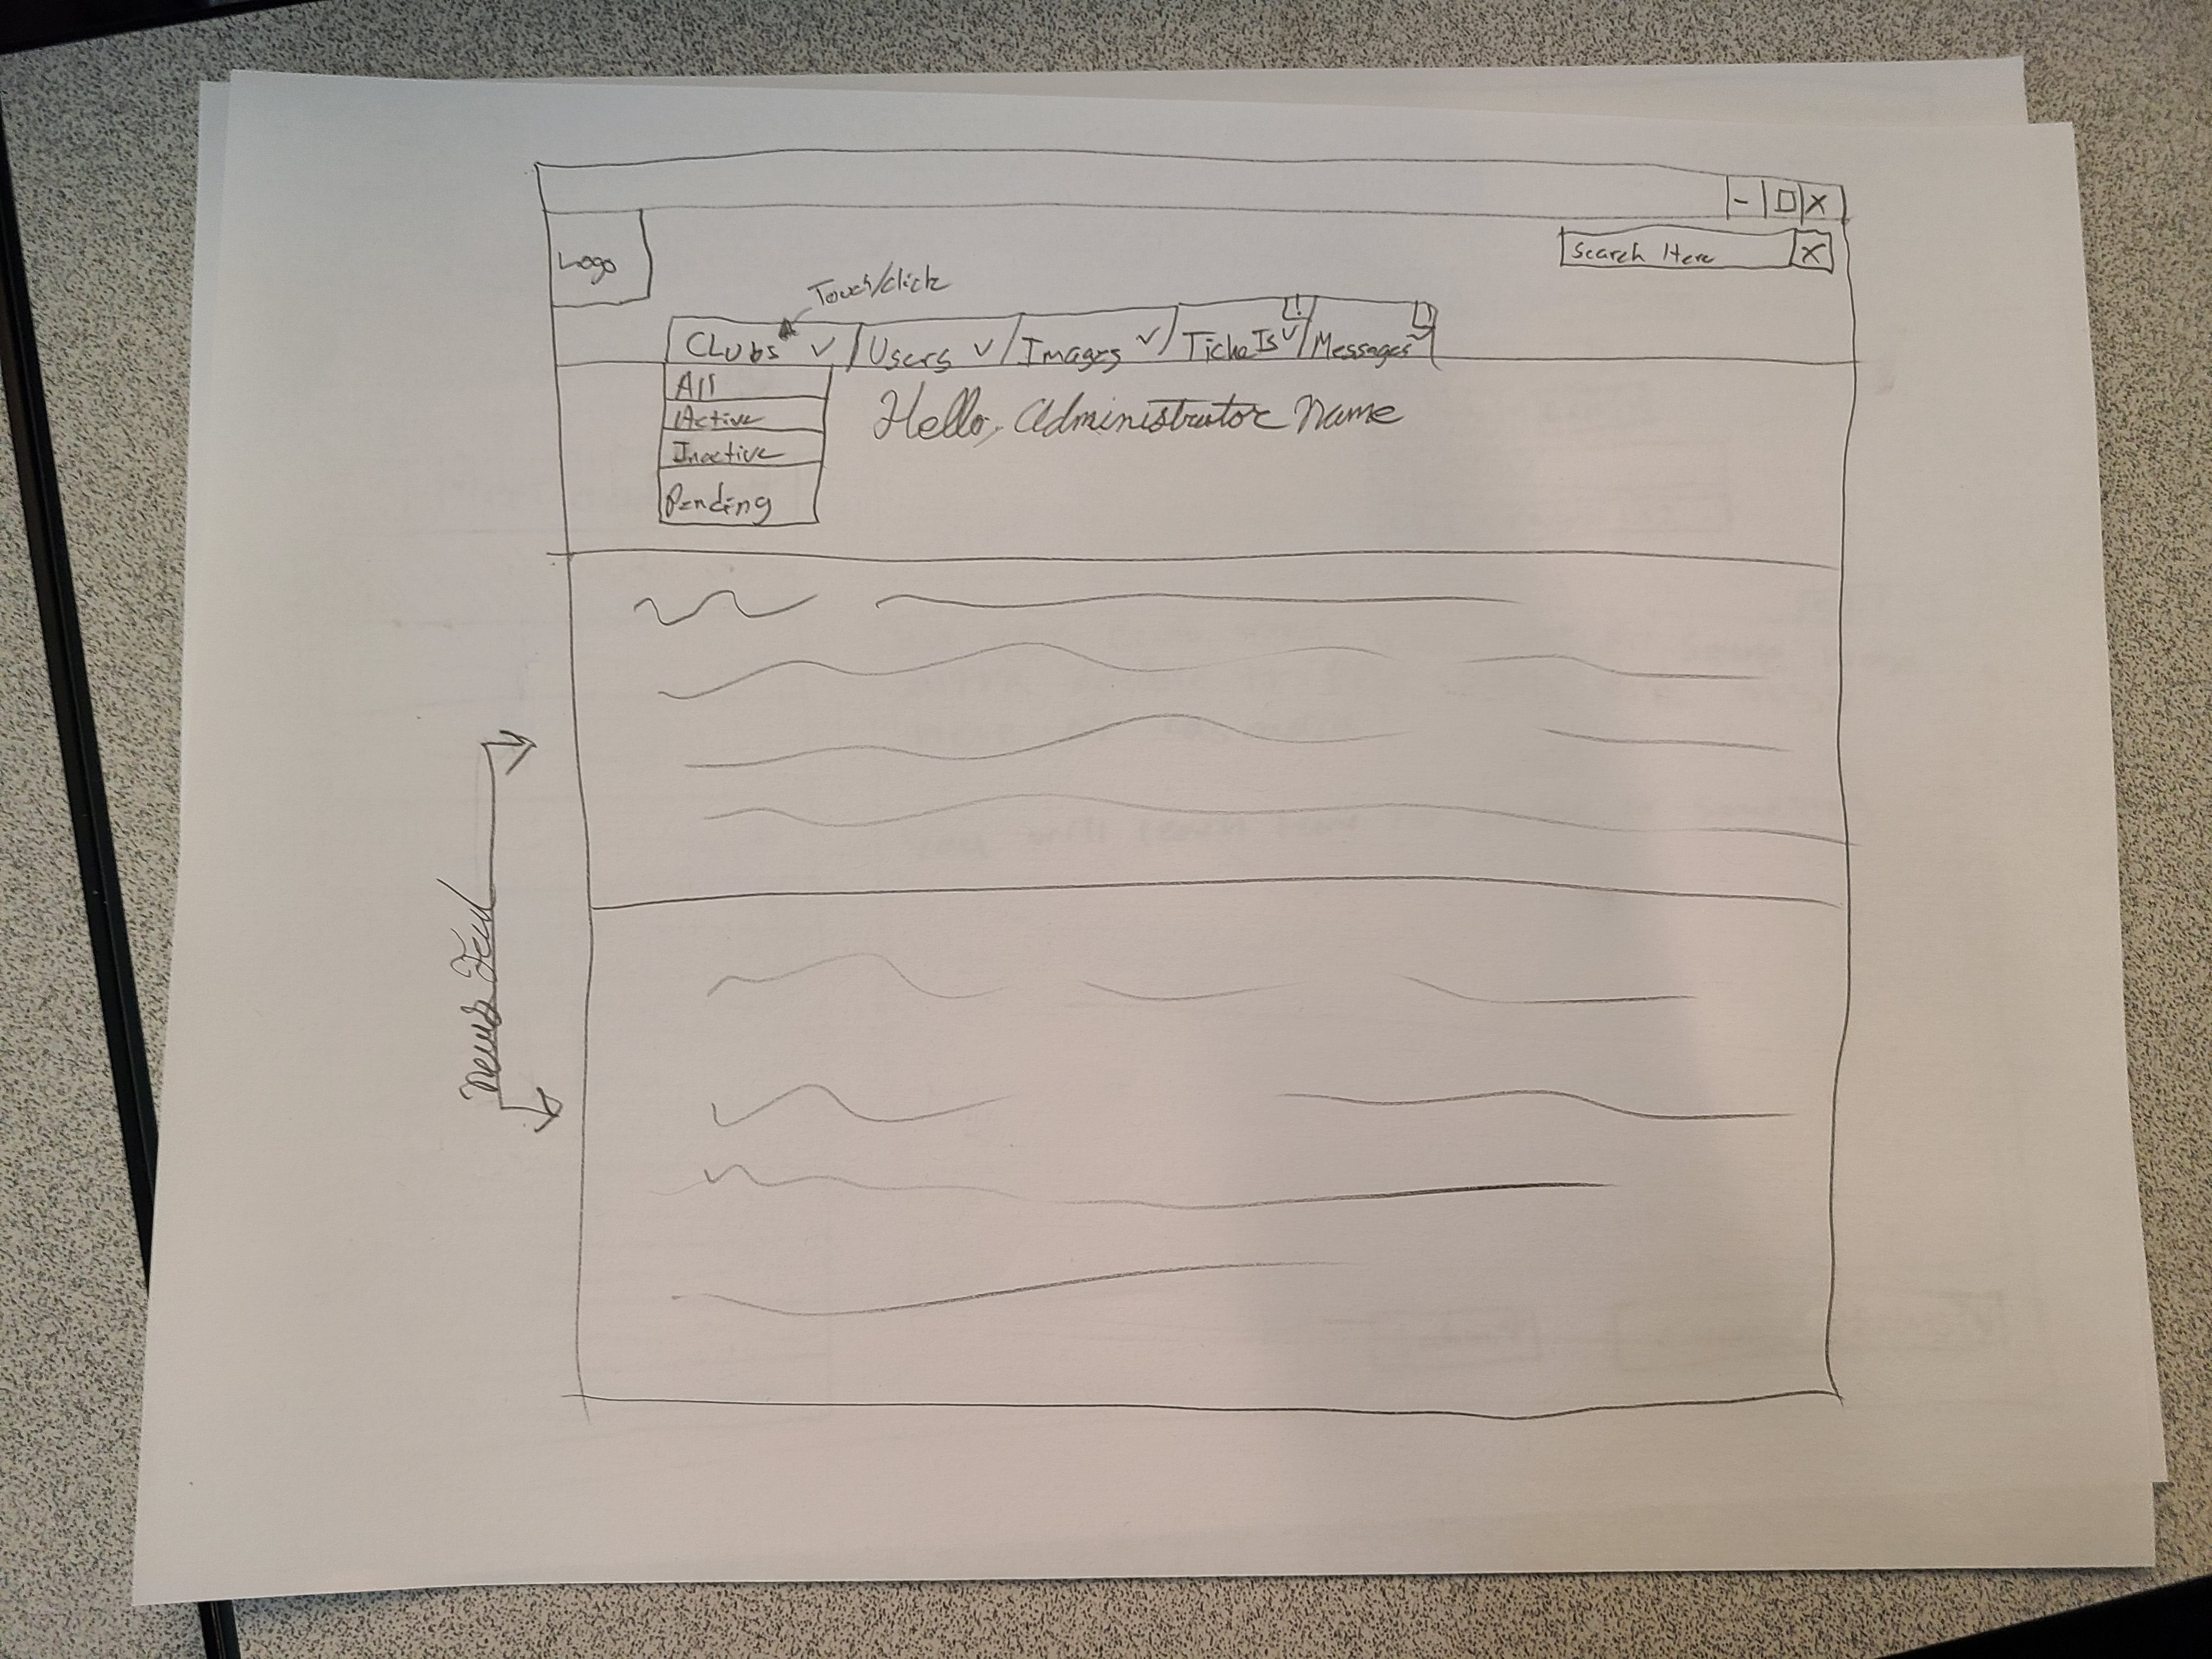 - □ X
Logo
Search Here X
Touch/click
Clubs ✓ / Users ✓ / Images ✓ / Tickets ✓ / Messages ✓
All
Active
Inactive
Pending
Hello, Administrator Name
News Feed